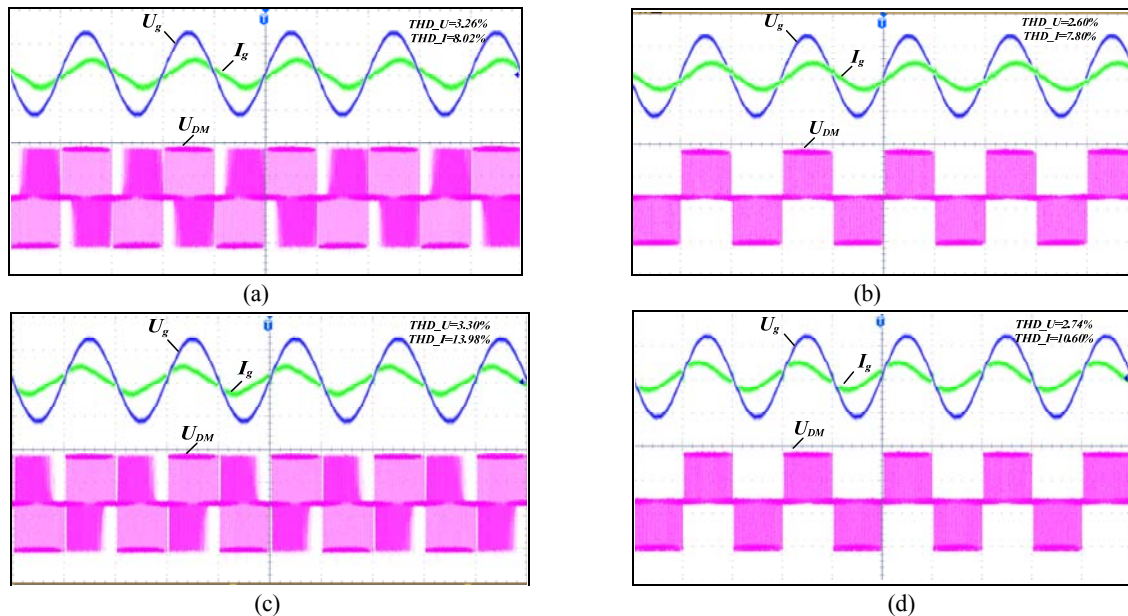 THD_U=3.26%
THD_I=8.02%
U_g
I_g
U_DM
(a)
THD_U=2.60%
THD_I=7.80%
U_g
I_g
U_DM
(b)
THD_U=3.30%
THD_I=13.98%
U_g
I_g
U_DM
(c)
THD_U=2.74%
THD_I=10.60%
U_g
I_g
U_DM
(d)